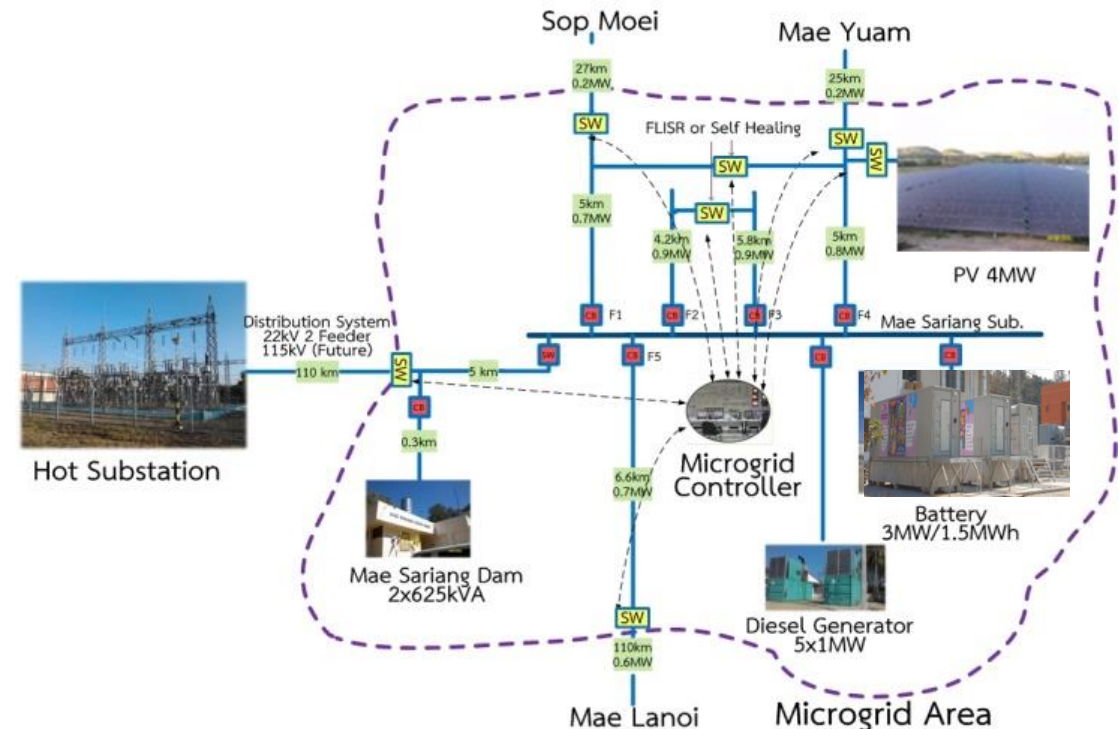 Sop Moei
Mae Yuam
27km
0.2MW
25km
0.2MW
SW
FLISR or Self Healing
SW
SW
SW
SW
5km
0.7MW
4.2km
0.9MW
5.8km
0.9MW
5km
0.8MW
PV 4MW
CB F1
CB F2
CB F3
CB F4
Mae Sariang Sub.
Distribution System
22kV 2 Feeder
115kV (Future)
110 km
SW
5 km
SW
CB F5
CB
CB
CB
0.3km
Hot Substation
Mae Sariang Dam
2x625kVA
6.6km
0.7MW
Microgrid
Controller
Battery
3MW/1.5MWh
Diesel Generator
5x1MW
SW
110km
0.6MW
Mae Lanoi
Microgrid Area